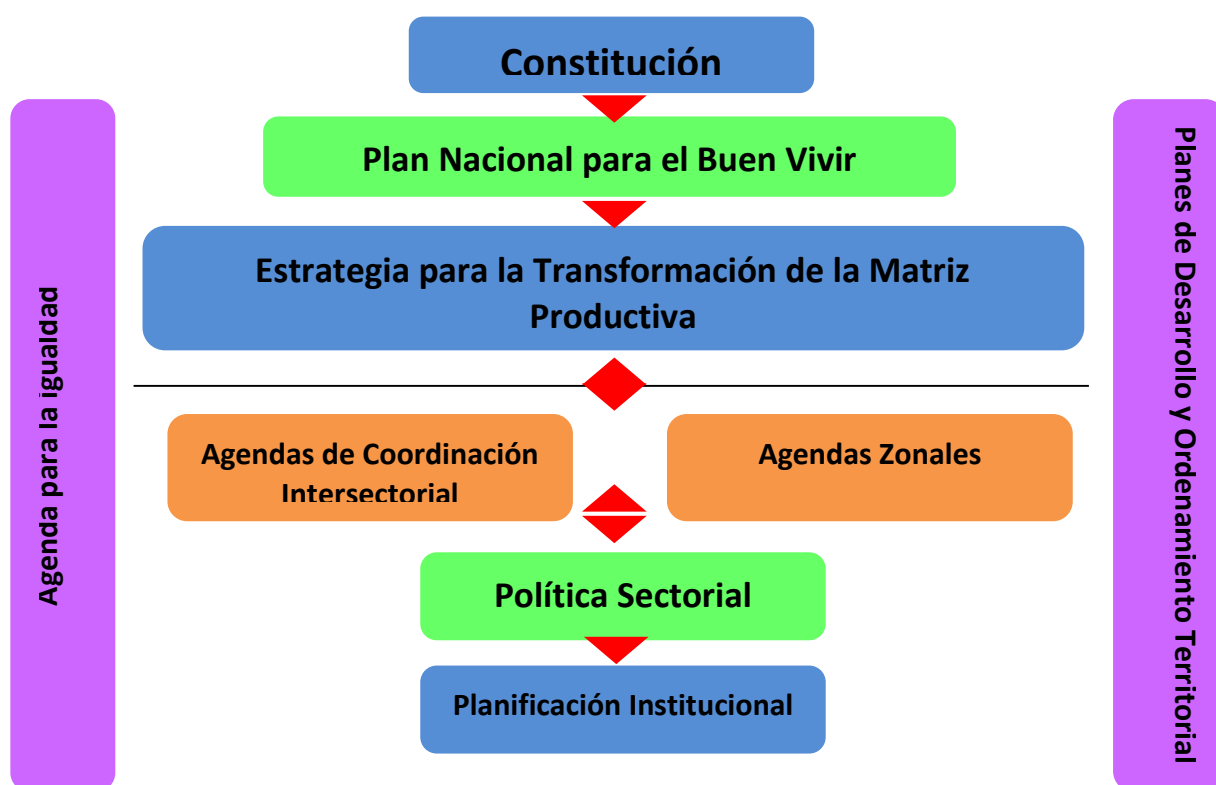 Constitución
Plan Nacional para el Buen Vivir
Estrategia para la Transformación de la Matriz
Productiva
Agendas de Coordinación
Intersectorial
Agendas Zonales
Política Sectorial
Planificación Institucional
Agenda para la igualdad
Planes de Desarrollo y Ordenamiento Territorial